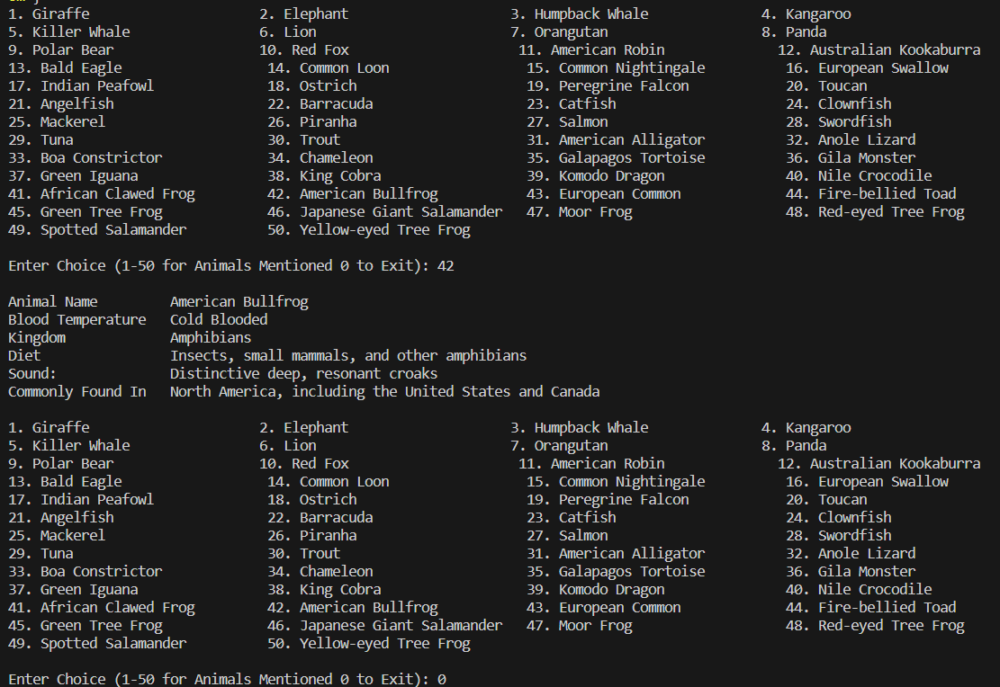 1. Giraffe                     2. Elephant                    3. Humpback Whale              4. Kangaroo
5. Killer Whale                6. Lion                        7. Orangutan                   8. Panda
9. Polar Bear                  10. Red Fox                     11. American Robin              12. Australian Kookaburra
13. Bald Eagle                  14. Common Loon                 15. Common Nightingale          16. European Swallow
17. Indian Peafowl              18. Ostrich                     19. Peregrine Falcon            20. Toucan
21. Angelfish                   22. Barracuda                   23. Catfish                     24. Clownfish
25. Mackerel                    26. Piranha                     27. Salmon                      28. Swordfish
29. Tuna                        30. Trout                       31. American Alligator          32. Anole Lizard
33. Boa Constrictor             34. Chameleon                   35. Galapagos Tortoise          36. Gila Monster
37. Green Iguana                38. King Cobra                  39. Komodo Dragon               40. Nile Crocodile
41. African Clawed Frog         42. American Bullfrog           43. European Common             44. Fire-bellied Toad
45. Green Tree Frog             46. Japanese Giant Salamander   47. Moor Frog                   48. Red-eyed Tree Frog
49. Spotted Salamander          50. Yellow-eyed Tree Frog
Enter Choice (1-50 for Animals Mentioned 0 to Exit): 42
Animal Name         American Bullfrog
Blood Temperature   Cold Blooded
Kingdom             Amphibians
Diet                Insects, small mammals, and other amphibians
Sound:              Distinctive deep, resonant croaks
Commonly Found In   North America, including the United States and Canada
1. Giraffe                     2. Elephant                    3. Humpback Whale              4. Kangaroo
5. Killer Whale                6. Lion                        7. Orangutan                   8. Panda
9. Polar Bear                  10. Red Fox                     11. American Robin              12. Australian Kookaburra
13. Bald Eagle                  14. Common Loon                 15. Common Nightingale          16. European Swallow
17. Indian Peafowl              18. Ostrich                     19. Peregrine Falcon            20. Toucan
21. Angelfish                   22. Barracuda                   23. Catfish                     24. Clownfish
25. Mackerel                    26. Piranha                     27. Salmon                      28. Swordfish
29. Tuna                        30. Trout                       31. American Alligator          32. Anole Lizard
33. Boa Constrictor             34. Chameleon                   35. Galapagos Tortoise          36. Gila Monster
37. Green Iguana                38. King Cobra                  39. Komodo Dragon               40. Nile Crocodile
41. African Clawed Frog         42. American Bullfrog           43. European Common             44. Fire-bellied Toad
45. Green Tree Frog             46. Japanese Giant Salamander   47. Moor Frog                   48. Red-eyed Tree Frog
49. Spotted Salamander          50. Yellow-eyed Tree Frog
Enter Choice (1-50 for Animals Mentioned 0 to Exit): 0